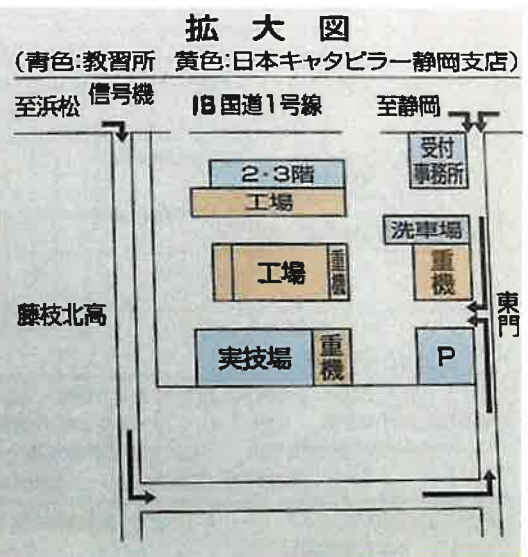 拡大図
(青色:教習所 黄色:日本キャタピラー静岡支店)
至浜松 信号機 旧国道1号線 至静岡
受付
事務所
2・3階
工場
洗車場
工場
重機
重機
東門
藤枝北高
実技場
重機
P